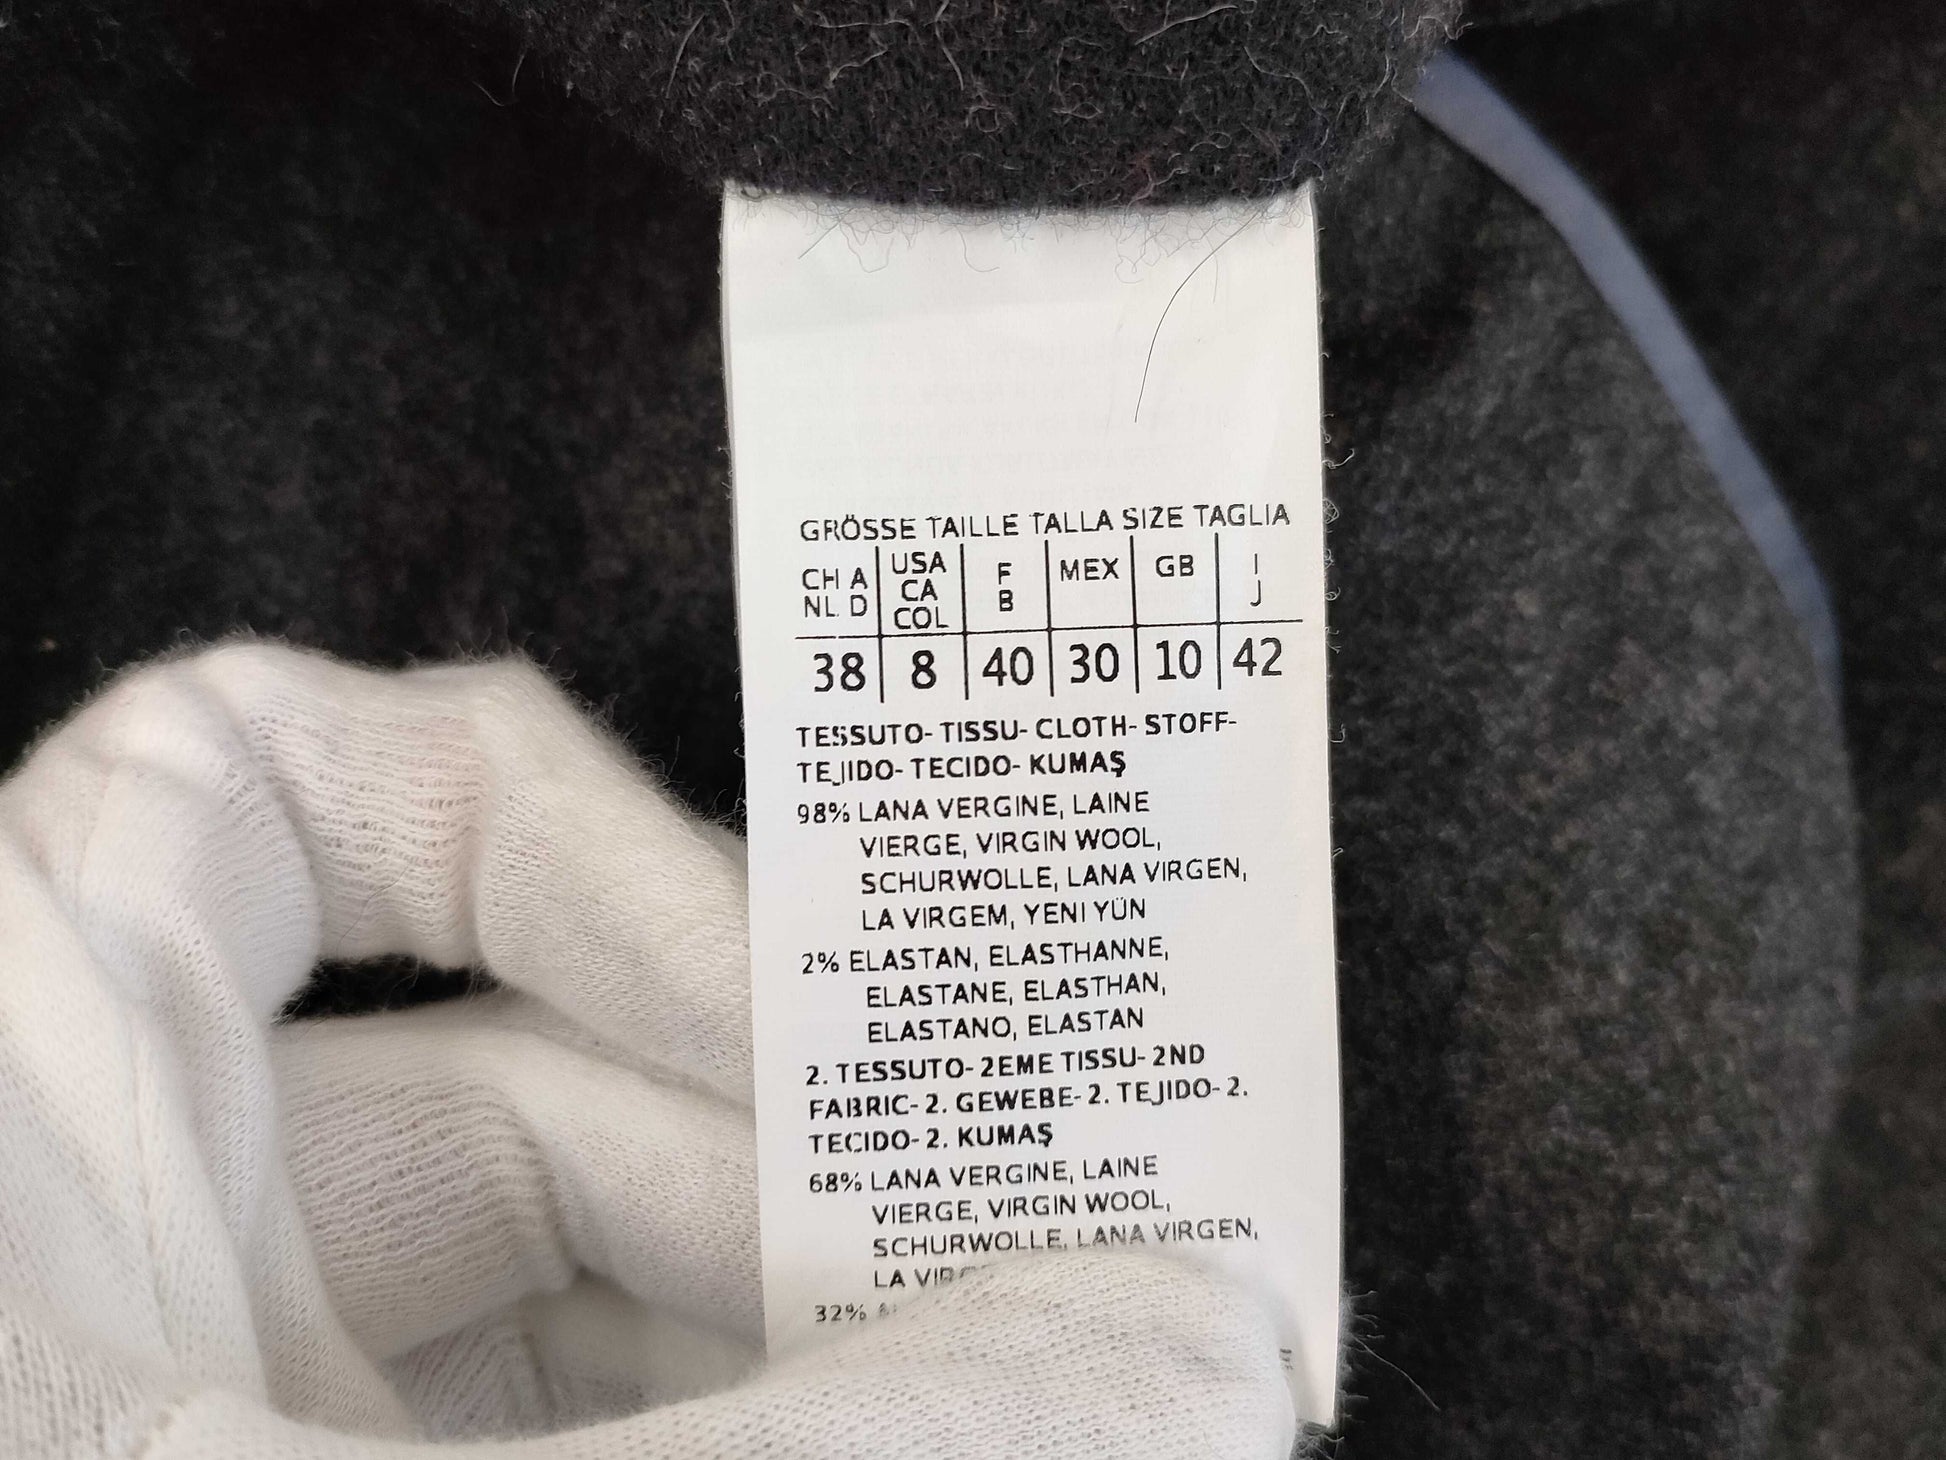 GRÖSSE TAILLE TALLA SIZE TAGLIA
CH A USA F MEX GB I
NL D CA B J
COL
38 8 40 30 10 42
TESSUTO- TISSU- CLOTH- STOFF-
TEJIDO- TECIDO- KUMAŞ
98% LANA VERGINE, LAINE
VIERGE, VIRGIN WOOL,
SCHURWOLLE, LANA VIRGEN,
LA VIRGEM, YENI YÜN
2% ELASTAN, ELASTHANNE,
ELASTANE, ELASTHAN,
ELASTANO, ELASTAN
2. TESSUTO- 2EME TISSU- 2ND
FABRIC- 2. GEWEBE- 2. TEJIDO- 2.
TECIDO- 2. KUMAŞ
68% LANA VERGINE, LAINE
VIERGE, VIRGIN WOOL,
SCHURWOLLE, LANA VIRGEN,
LA
32%